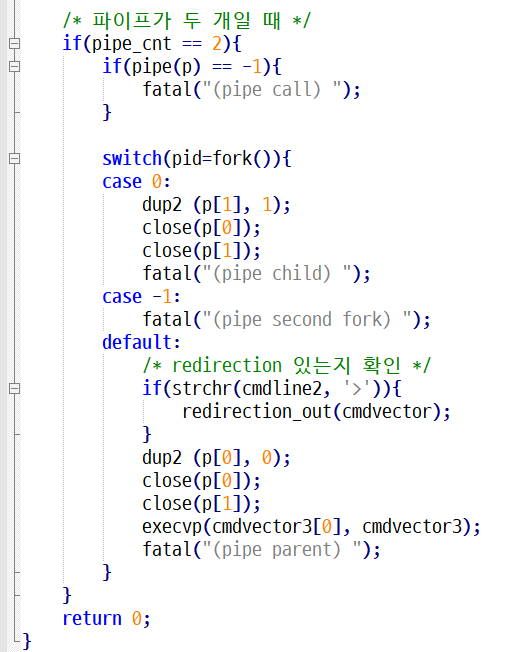 /* 파이프가 두 개일 때 */
if(pipe_cnt == 2){
if(pipe(p) == -1){
fatal("(pipe call) ");
}
switch(pid=fork()){
case 0:
dup2 (p[1], 1);
close(p[0]);
close(p[1]);
fatal("(pipe child) ");
case -1:
fatal("(pipe second fork) ");
default:
/* redirection 있는지 확인 */
if(strchr(cmdline2, '>')){
redirection_out(cmdvector);
}
dup2 (p[0], 0);
close(p[0]);
close(p[1]);
execvp(cmdvector3[0], cmdvector3);
fatal("(pipe parent) ");
}
}
return 0;
}